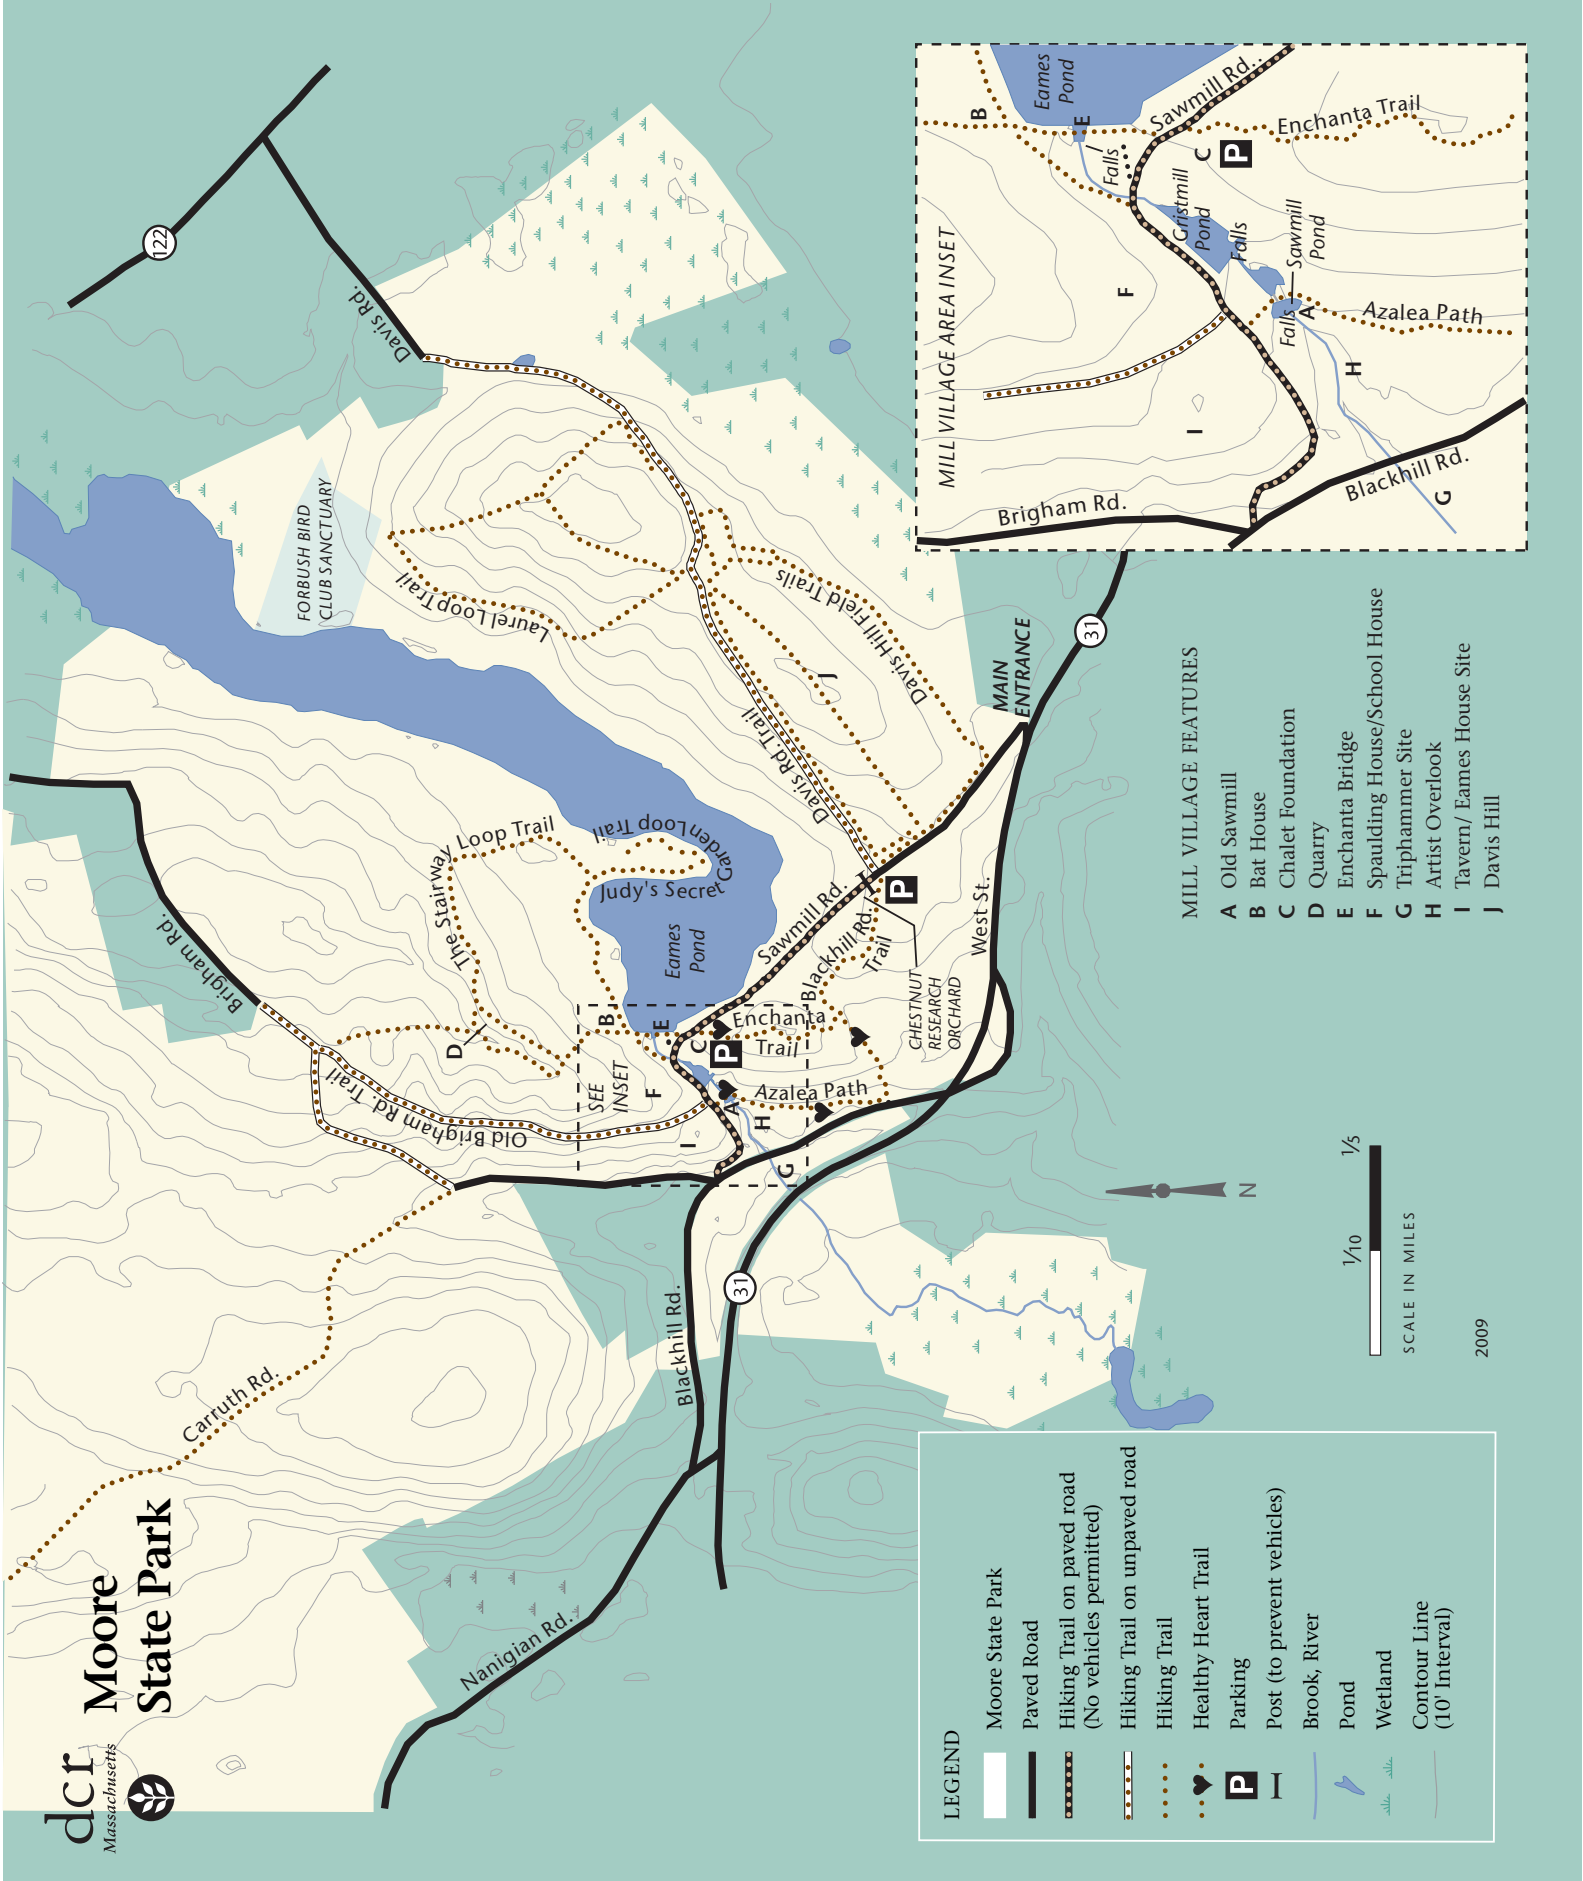 dcr
Massachusetts
Moore
State Park
122
Davis Rd.
FORBUSH BIRD
CLUB SANCTUARY
Laurel Loop Trail
Davis Hill Field Trails
J
Davis Rd. Trail
MAIN
ENTRANCE
31
Brigham Rd.
The Stairway Loop Trail
Judy's Secret Garden Loop Trail
Eames
Pond
Sawmill Rd.
P
Blackhill Rd.
Trail
West St.
CHESTNUT
RESEARCH
ORCHARD
D
B
E
C
P
Enchanta
Trail
SEE
INSET
F
A
Azalea Path
H
I
G
Old Brigham Rd. Trail
Carruth Rd.
Blackhill Rd.
31
Nanigian Rd.
MILL VILLAGE AREA INSET
B
Eames
Pond
E
Falls
Sawmill Rd.
Enchanta Trail
C
P
Gristmill
Pond
Falls
Sawmill
Pond
Falls
A
Azalea Path
F
H
I
Brigham Rd.
Blackhill Rd.
G
MILL VILLAGE FEATURES
A Old Sawmill
B Bat House
C Chalet Foundation
D Quarry
E Enchanta Bridge
F Spaulding House/School House
G Triphammer Site
H Artist Overlook
I Tavern/ Eames House Site
J Davis Hill
N
1/10 1/5
SCALE IN MILES
2009
LEGEND
Moore State Park
Paved Road
Hiking Trail on paved road
(No vehicles permitted)
Hiking Trail on unpaved road
Hiking Trail
Healthy Heart Trail
P Parking
Post (to prevent vehicles)
Brook, River
Pond
Wetland
Contour Line
(10' Interval)